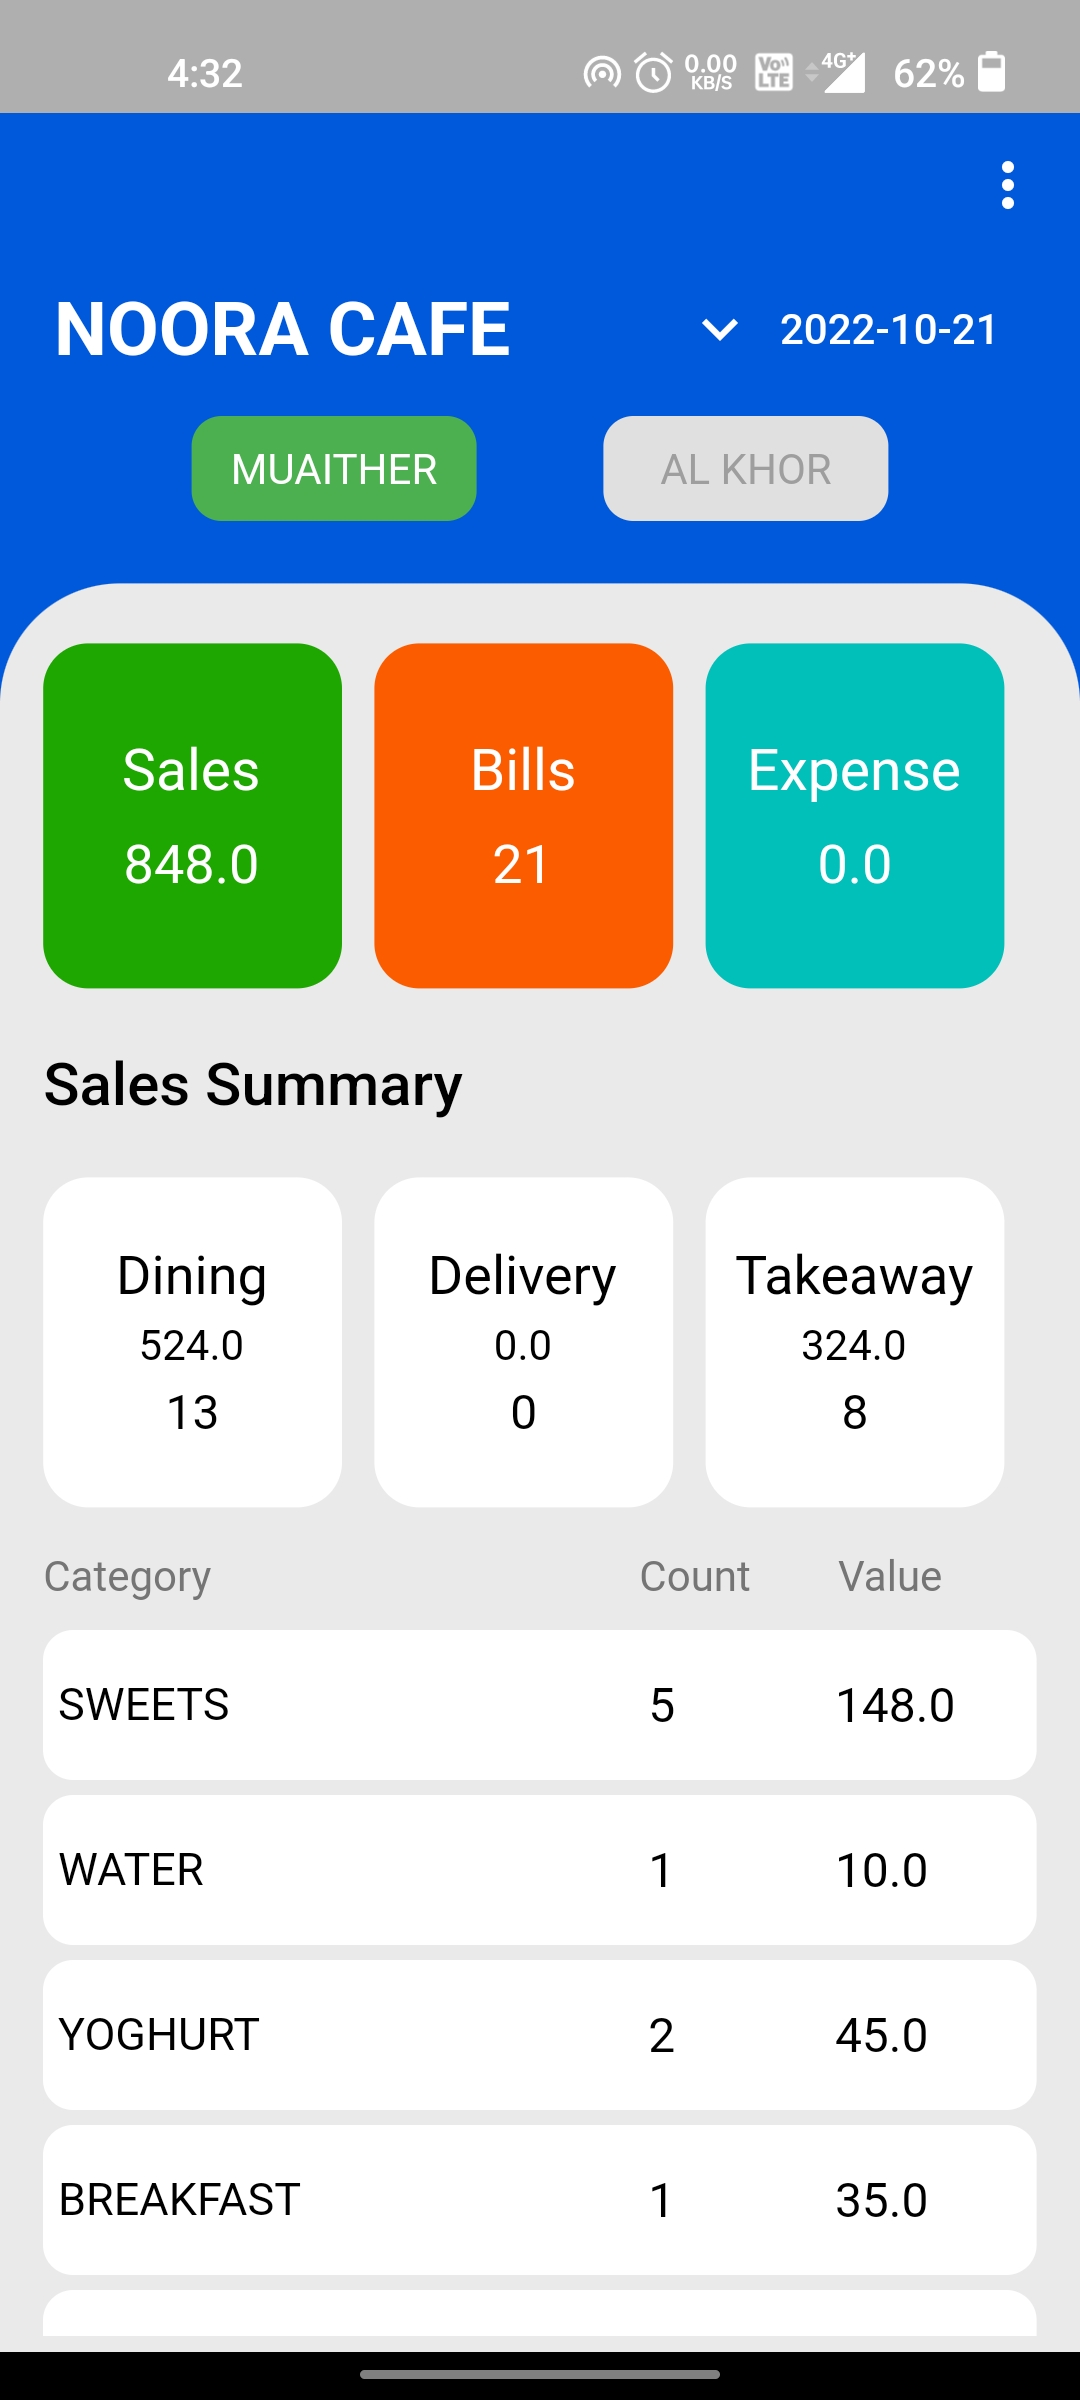 4:32 0.00 KB/S VoLTE 4G+ 62%
NOORA CAFE 2022-10-21
MUAITHER AL KHOR
Sales Bills Expense
848.0 21 0.0
Sales Summary
Dining Delivery Takeaway
524.0 0.0 324.0
13 0 8
Category Count Value
SWEETS 5 148.0
WATER 1 10.0
YOGHURT 2 45.0
BREAKFAST 1 35.0